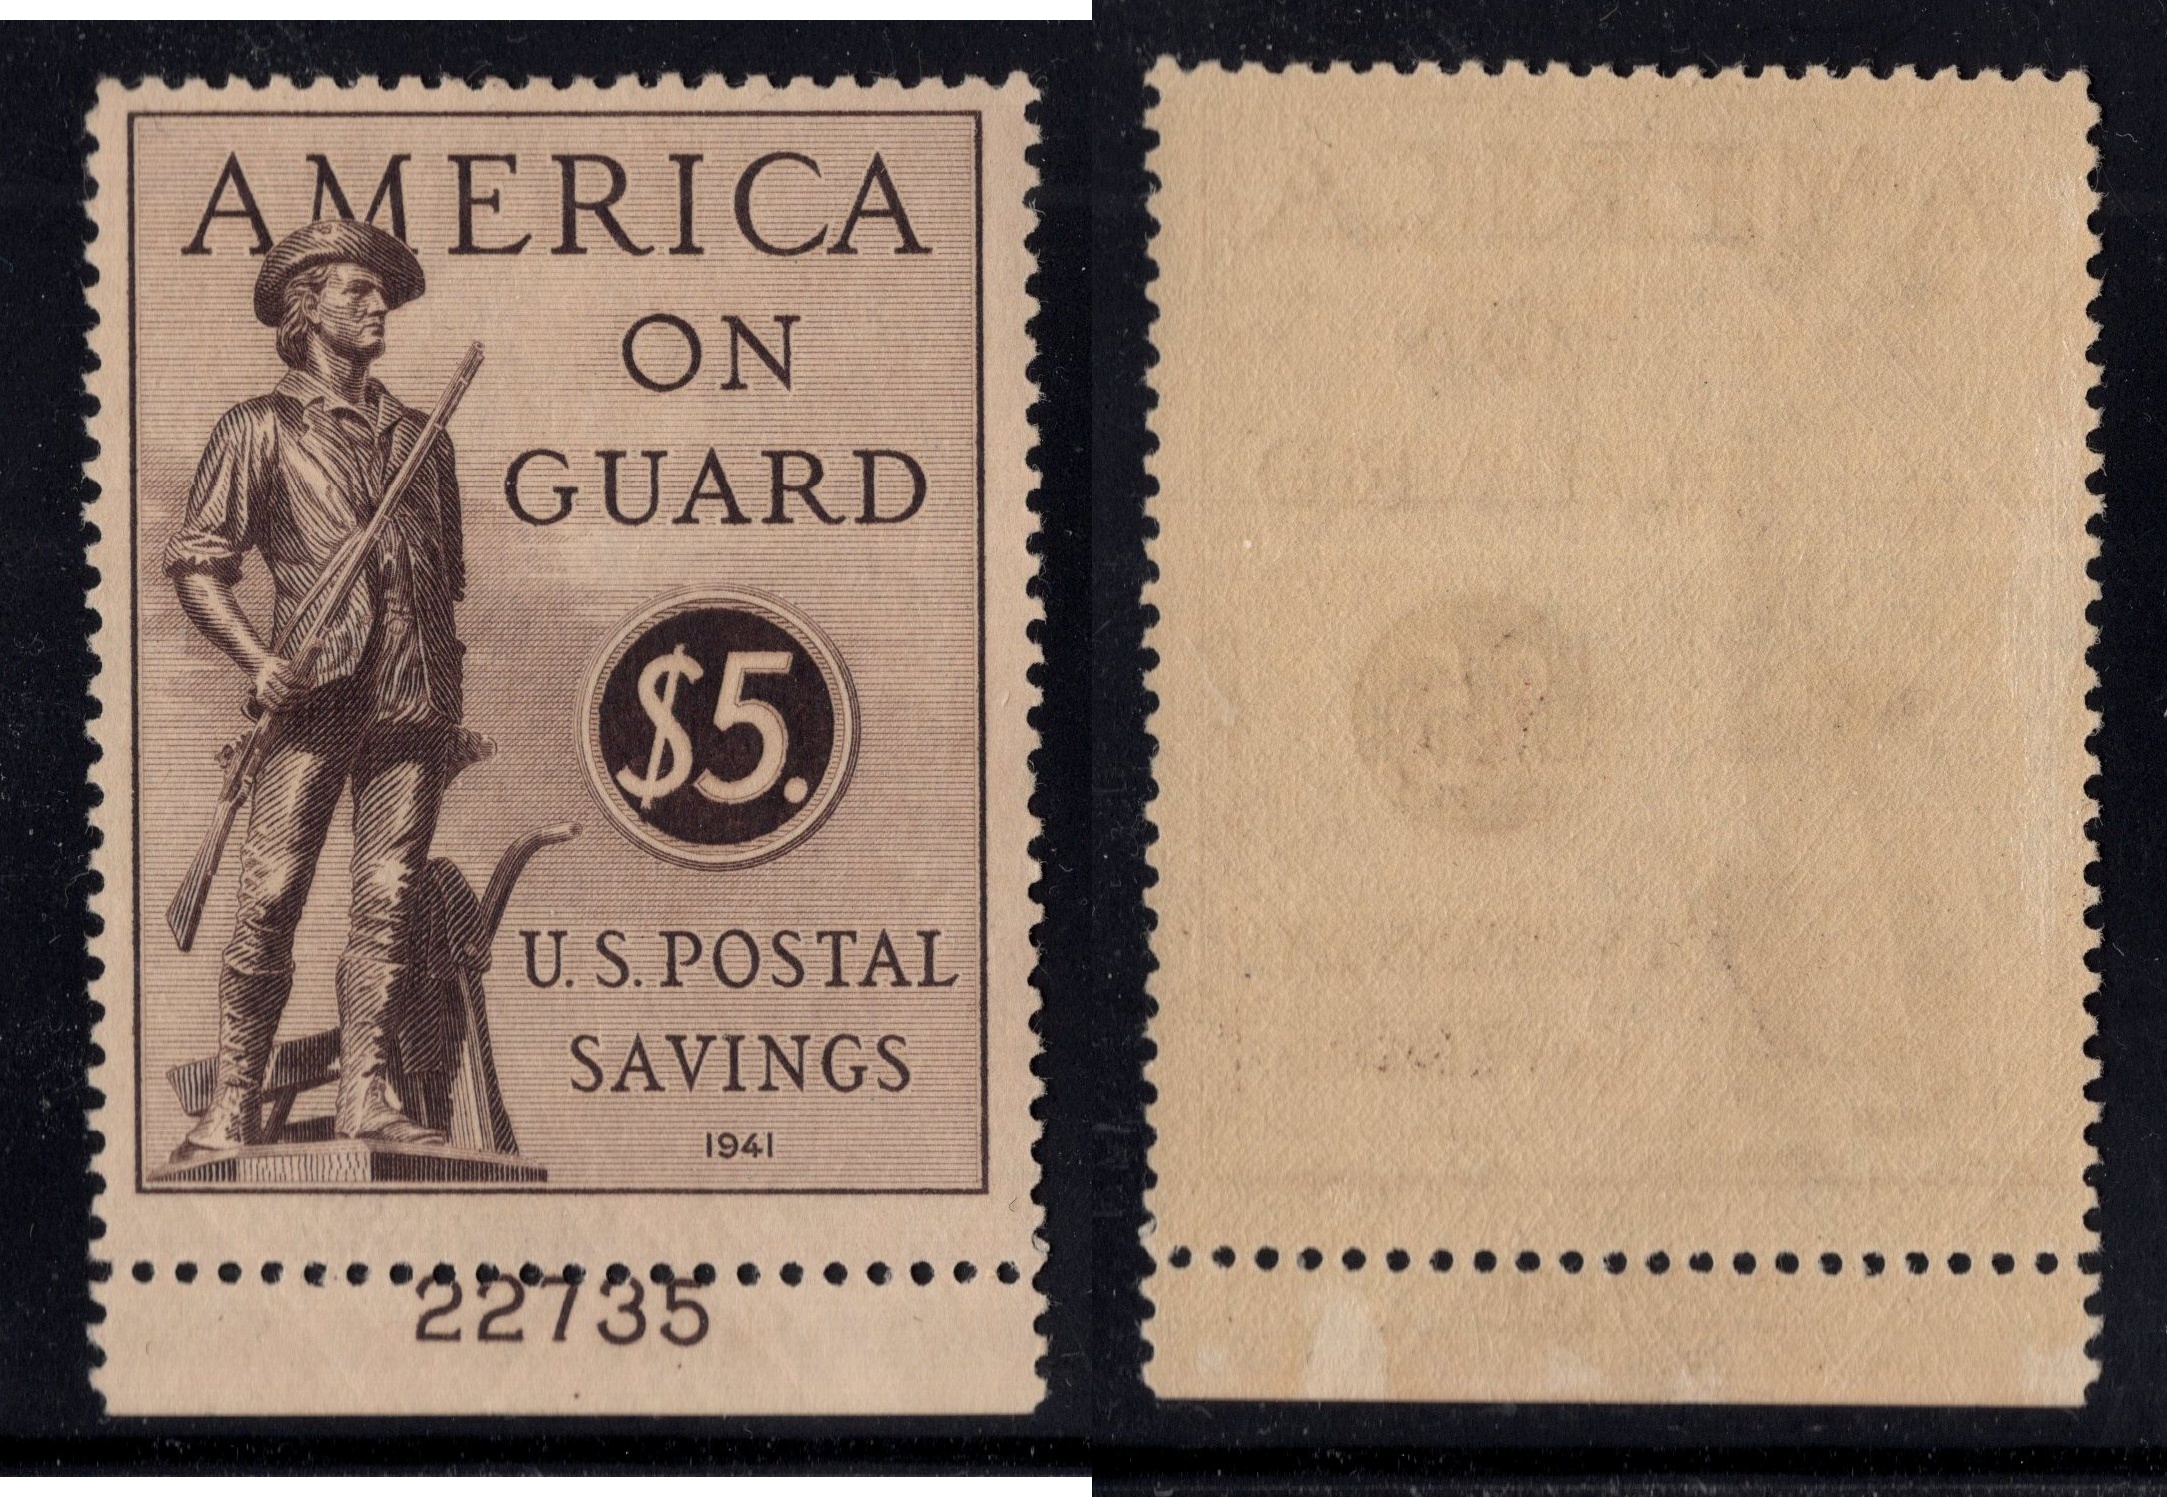 AMERICA
ON
GUARD
$5.
U.S. POSTAL
SAVINGS
1941
22735